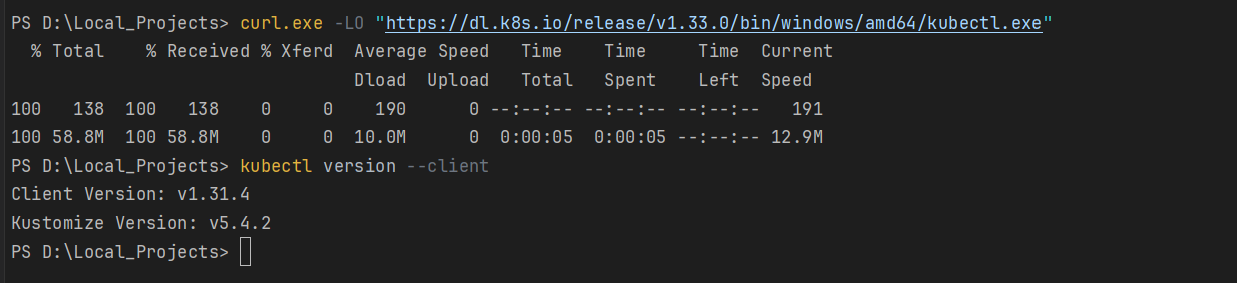 PS D:\Local_Projects> curl.exe -LO "https://dl.k8s.io/release/v1.33.0/bin/windows/amd64/kubectl.exe"
  % Total    % Received % Xferd  Average Speed   Time    Time     Time  Current
                                 Dload  Upload   Total   Spent    Left  Speed
100   138  100   138    0     0    190      0 --:--:-- --:--:-- --:--:--   191
100 58.8M  100 58.8M    0     0  10.0M      0  0:00:05  0:00:05 --:--:-- 12.9M
PS D:\Local_Projects> kubectl version --client
Client Version: v1.31.4
Kustomize Version: v5.4.2
PS D:\Local_Projects>